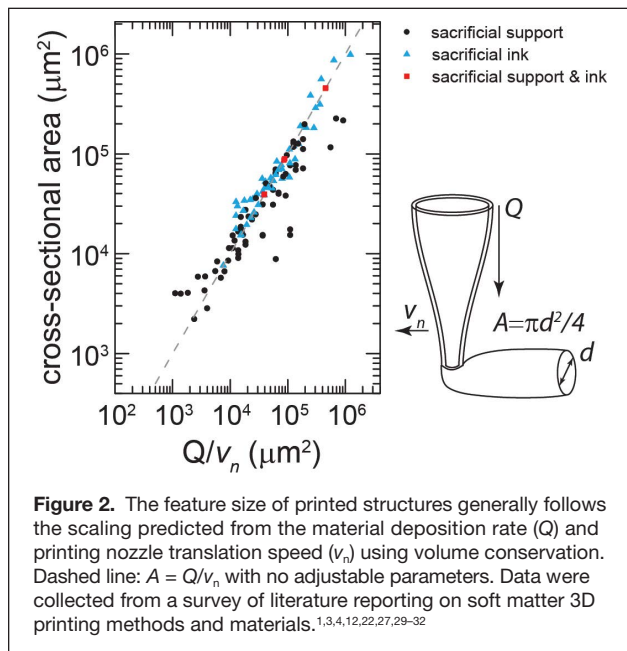 sacrificial support
sacrificial ink
sacrificial support & ink
cross-sectional area (μm²)
10⁶
10⁵
10⁴
10³
10² 10³ 10⁴ 10⁵ 10⁶
Q/vₙ (μm²)
Q
vₙ
A=πd²/4
d
Figure 2. The feature size of printed structures generally follows
the scaling predicted from the material deposition rate (Q) and
printing nozzle translation speed (vₙ) using volume conservation.
Dashed line: A = Q/vₙ with no adjustable parameters. Data were
collected from a survey of literature reporting on soft matter 3D
printing methods and materials.¹,³,⁴,¹²,²²,²⁷,²⁹⁻³²